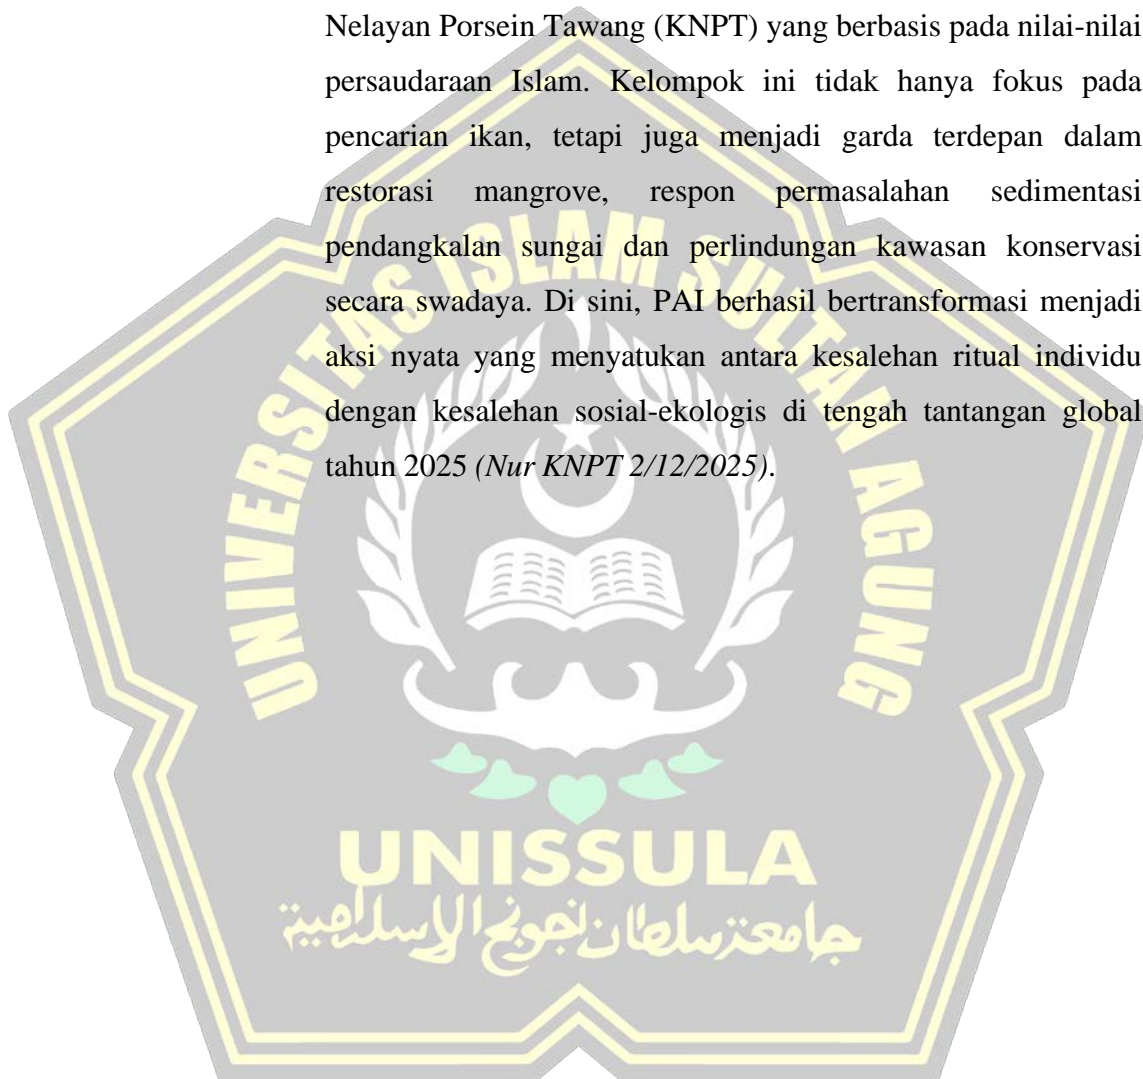 Nelayan Porsein Tawang (KNPT) yang berbasis pada nilai-nilai
persaudaraan Islam. Kelompok ini tidak hanya fokus pada
pencarian ikan, tetapi juga menjadi garda terdepan dalam
restorasi mangrove, respon permasalahan sedimentasi
pendangkalan sungai dan perlindungan kawasan konservasi
secara swadaya. Di sini, PAI berhasil bertransformasi menjadi
aksi nyata yang menyatukan antara kesalehan ritual individu
dengan kesalehan sosial-ekologis di tengah tantangan global
tahun 2025 (Nur KNPT 2/12/2025).
UNIVERSITAS ISLAM SULTAN AGUNG
UNISSULA
جامعة سلطان أجونج الإسلامية